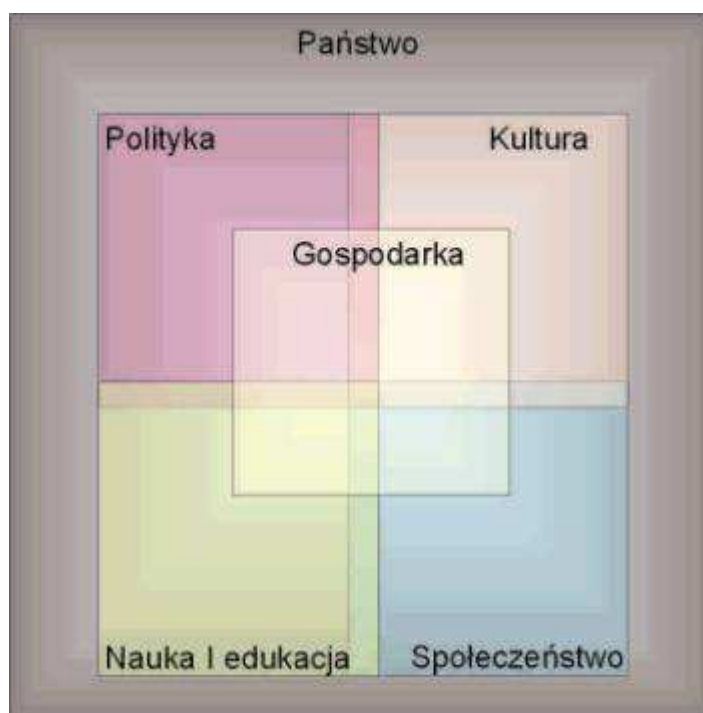 Państwo
Polityka
Kultura
Gospodarka
Nauka I edukacja
Społeczeństwo